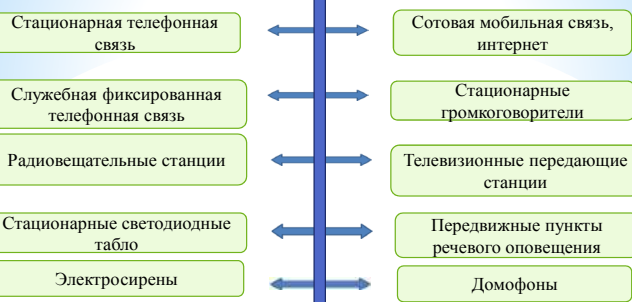 Стационарная телефонная
связь
Сотовая мобильная связь,
интернет
Служебная фиксированная
телефонная связь
Стационарные
громкоговорители
Радиовещательные станции
Телевизионные передающие
станции
Стационарные светодиодные
табло
Передвижные пункты
речевого оповещения
Электросирены
Домофоны